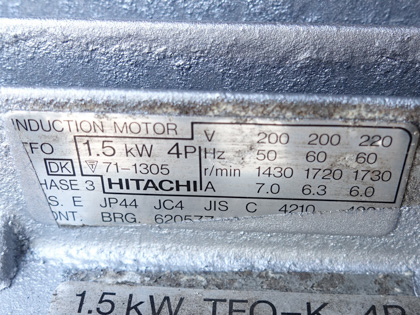 INDUCTION MOTOR V 200 200 220
TFO 1.5 kW 4P Hz 50 60 60
DK 71-1305 r/min 1430 1720 1730
HASE 3 HITACHI A 7.0 6.3 6.0
S. E JP44 JC4 JIS C 4210
ONT. BRG.
1.5 kW TFO-K 4P